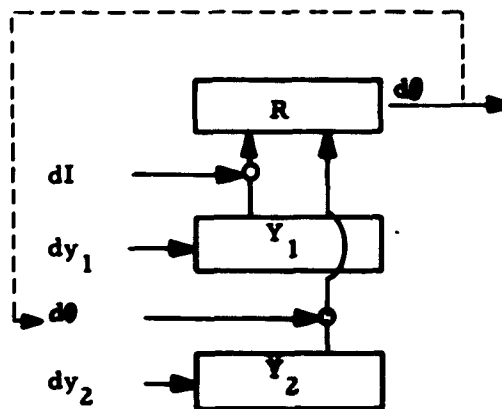 dθ
R
dI
Y₁
dy₁
dθ
Y₂
dy₂